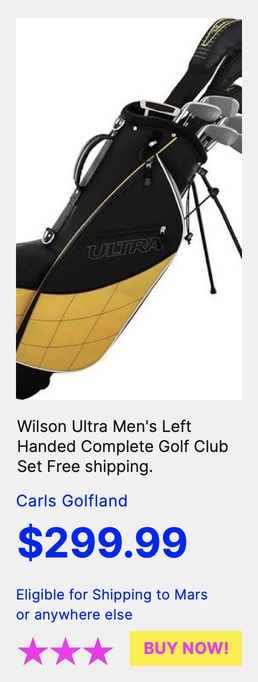 ULTRA
Wilson Ultra Men's Left
Handed Complete Golf Club
Set Free shipping.
Carls Golfland
$299.99
Eligible for Shipping to Mars
or anywhere else
BUY NOW!